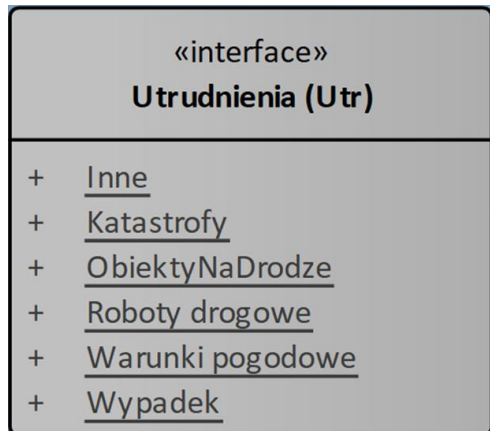 «interface»
Utrudnienia (Utr)
+ Inne
+ Katastrofy
+ ObiektyNaDrodze
+ Roboty drogowe
+ Warunki pogodowe
+ Wypadek